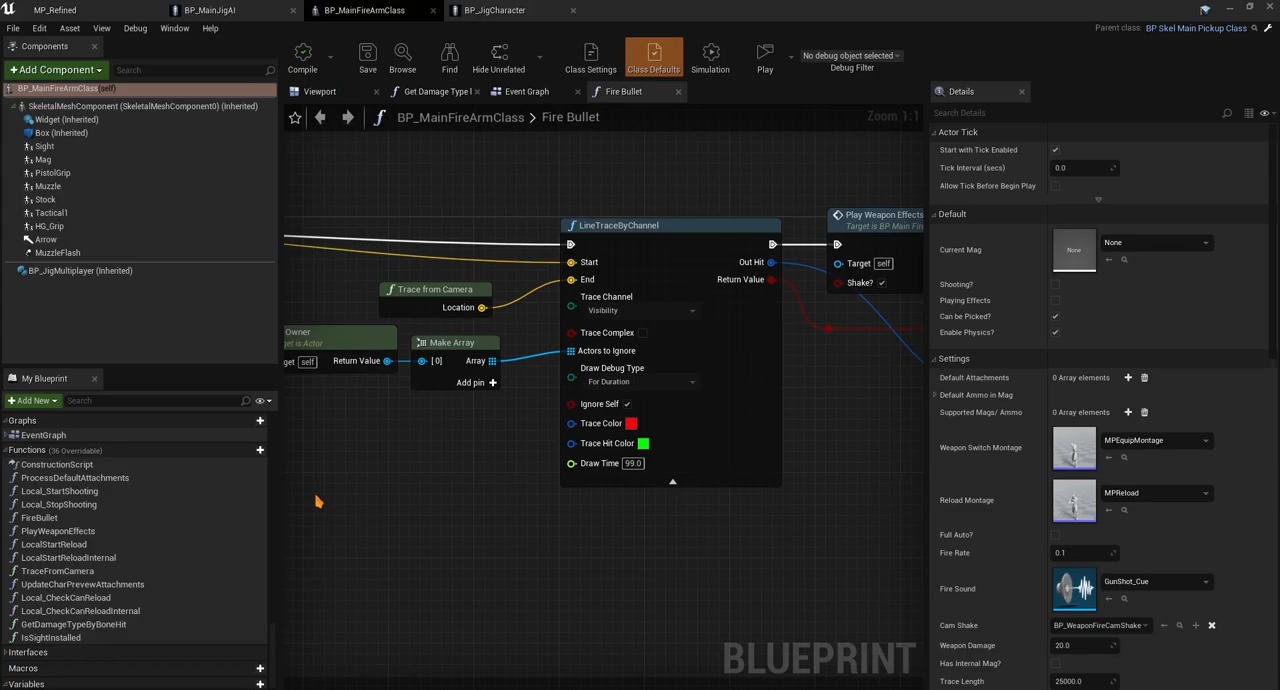 MP_Refined
BP_MainJigAI
BP_MainFireArmClass
BP_JigCharacter
File Edit Asset View Debug Window Help
Parent class: BP Skel Main Pickup Class
Components
+Add Component
Search
Compile
Save
Browse
Find
Hide Unrelated
Class Settings
Class Defaults
Simulation
Play
No debug object selected
Debug Filter
BP_MainFireArmClass(self)
SkeletalMeshComponent (SkeletalMeshComponent0) (Inherited)
Widget (Inherited)
Box (Inherited)
Sight
Mag
PistolGrip
Muzzle
Stock
Tactical1
HG_Grip
Arrow
MuzzleFlash
BP_JigMultiplayer (Inherited)
My Blueprint
+Add New
Search
Graphs
EventGraph
Functions (36 Overridable)
ConstructionScript
ProcessDefaultAttachments
Local_StartShooting
Local_StopShooting
FireBullet
PlayWeaponEffects
LocalStartReload
LocalStartReloadInternal
TraceFromCamera
UpdateCharPrevewAttachments
Local_CheckCanReload
Local_CheckCanReloadInternal
GetDamageTypeByBoneHit
IsSightInstalled
Interfaces
Macros
Variables
Viewport
Get Damage Type
Event Graph
Fire Bullet
BP_MainFireArmClass > Fire Bullet
Zoom 1:1
Trace from Camera
Location
Owner
get is Actor
get self
Return Value
Make Array
[0]
Array
Add pin +
LineTraceByChannel
Start
End
Trace Channel
Visibility
Trace Complex
Actors to Ignore
Draw Debug Type
For Duration
Ignore Self
Trace Color
Trace Hit Color
Draw Time 99.0
Out Hit
Return Value
Play Weapon Effects
Target is BP Main Fire
Target self
Shake?
BLUEPRINT
Details
Search Details
Actor Tick
Start with Tick Enabled
Tick Interval (secs) 0.0
Allow Tick Before Begin Play
Default
Current Mag
None
None
Shooting?
Playing Effects
Can be Picked?
Enable Physics?
Settings
Default Attachments 0 Array elements
Default Ammo in Mag
Supported Mags/ Ammo 0 Array elements
Weapon Switch Montage
MPEquipMontage
Reload Montage
MPReload
Full Auto?
Fire Rate 0.1
Fire Sound
GunShot_Cue
Cam Shake BP_WeaponFireCamShake
Weapon Damage 20.0
Has Internal Mag?
Trace Length 25000.0